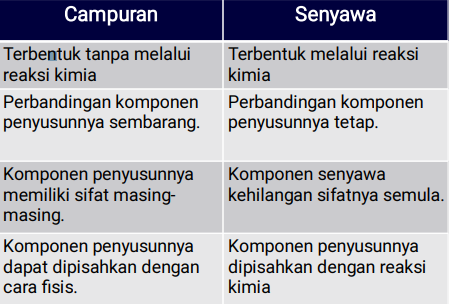 Campuran
Senyawa
Terbentuk tanpa melalui
reaksi kimia
Terbentuk melalui reaksi
kimia
Perbandingan komponen
penyusunnya sembarang.
Perbandingan komponen
penyusunnya tetap.
Komponen penyusunnya
memiliki sifat masing-
masing.
Komponen senyawa
kehilangan sifatnya semula.
Komponen penyusunnya
dapat dipisahkan dengan
cara fisis.
Komponen penyusunnya
dipisahkan dengan reaksi
kimia